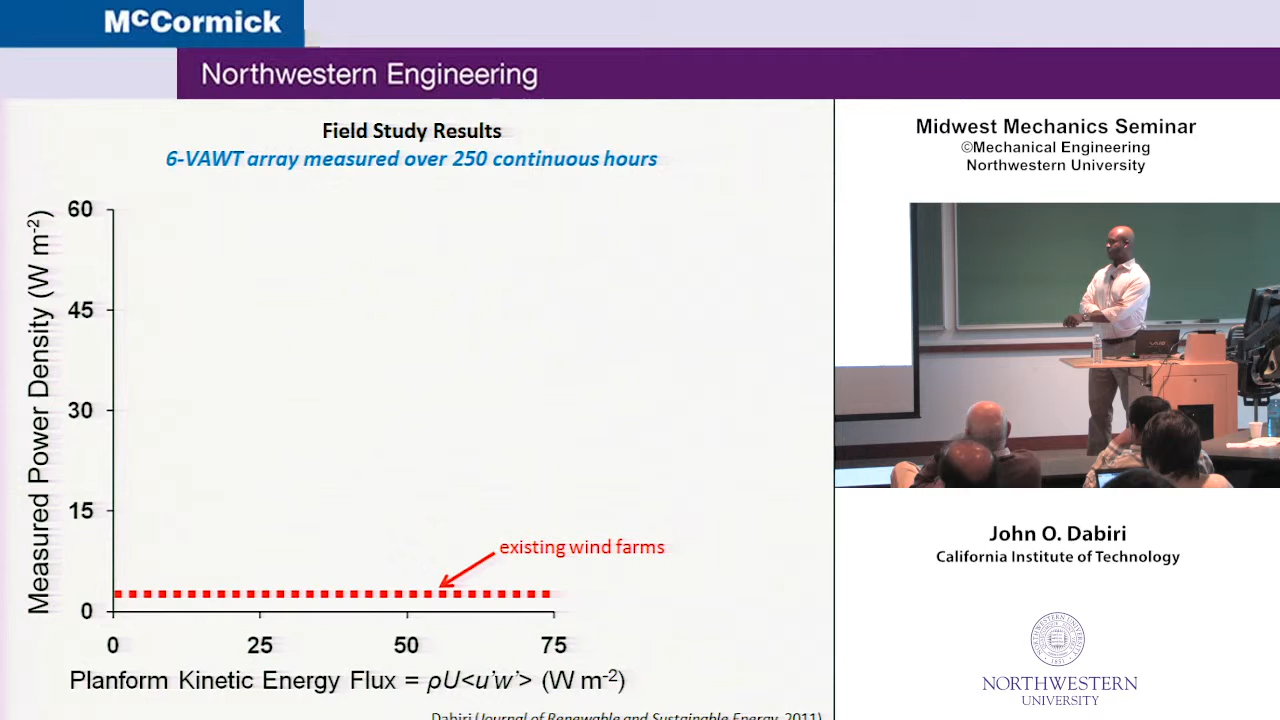 McCormick
Northwestern Engineering
Field Study Results
6-VAWT array measured over 250 continuous hours
Measured Power Density (W m-2)
60
45
30
15
0
existing wind farms
0 25 50 75
Planform Kinetic Energy Flux = ρU<u'w'> (W m-2)
Dabiri (Journal of Renewable and Sustainable Energy, 2011)
Midwest Mechanics Seminar
©Mechanical Engineering
Northwestern University
John O. Dabiri
California Institute of Technology
NORTHWESTERN
UNIVERSITY